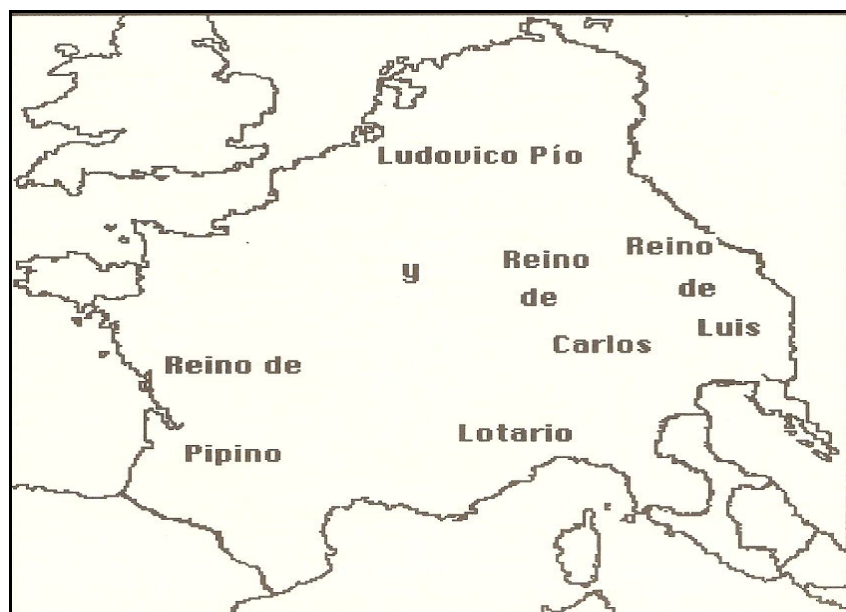 Ludovico Pío
y
Lotario
Reino de
Pipino
Reino
de
Carlos
Reino
de
Luis